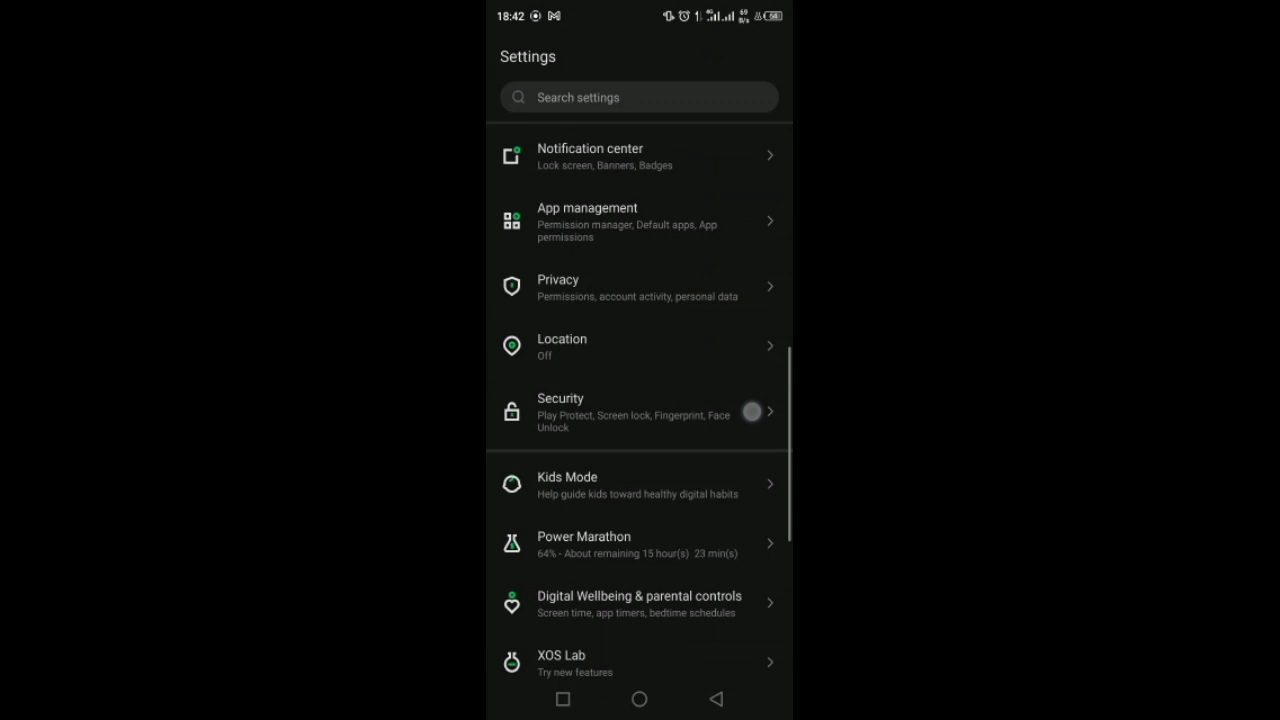 18:42
Settings
Search settings
Notification center
Lock screen, Banners, Badges
App management
Permission manager, Default apps, App
permissions
Privacy
Permissions, account activity, personal data
Location
Off
Security
Play Protect, Screen lock, Fingerprint, Face
Unlock
Kids Mode
Help guide kids toward healthy digital habits
Power Marathon
64% - About remaining 15 hour(s) 23 min(s)
Digital Wellbeing & parental controls
Screen time, app timers, bedtime schedules
XOS Lab
Try new features